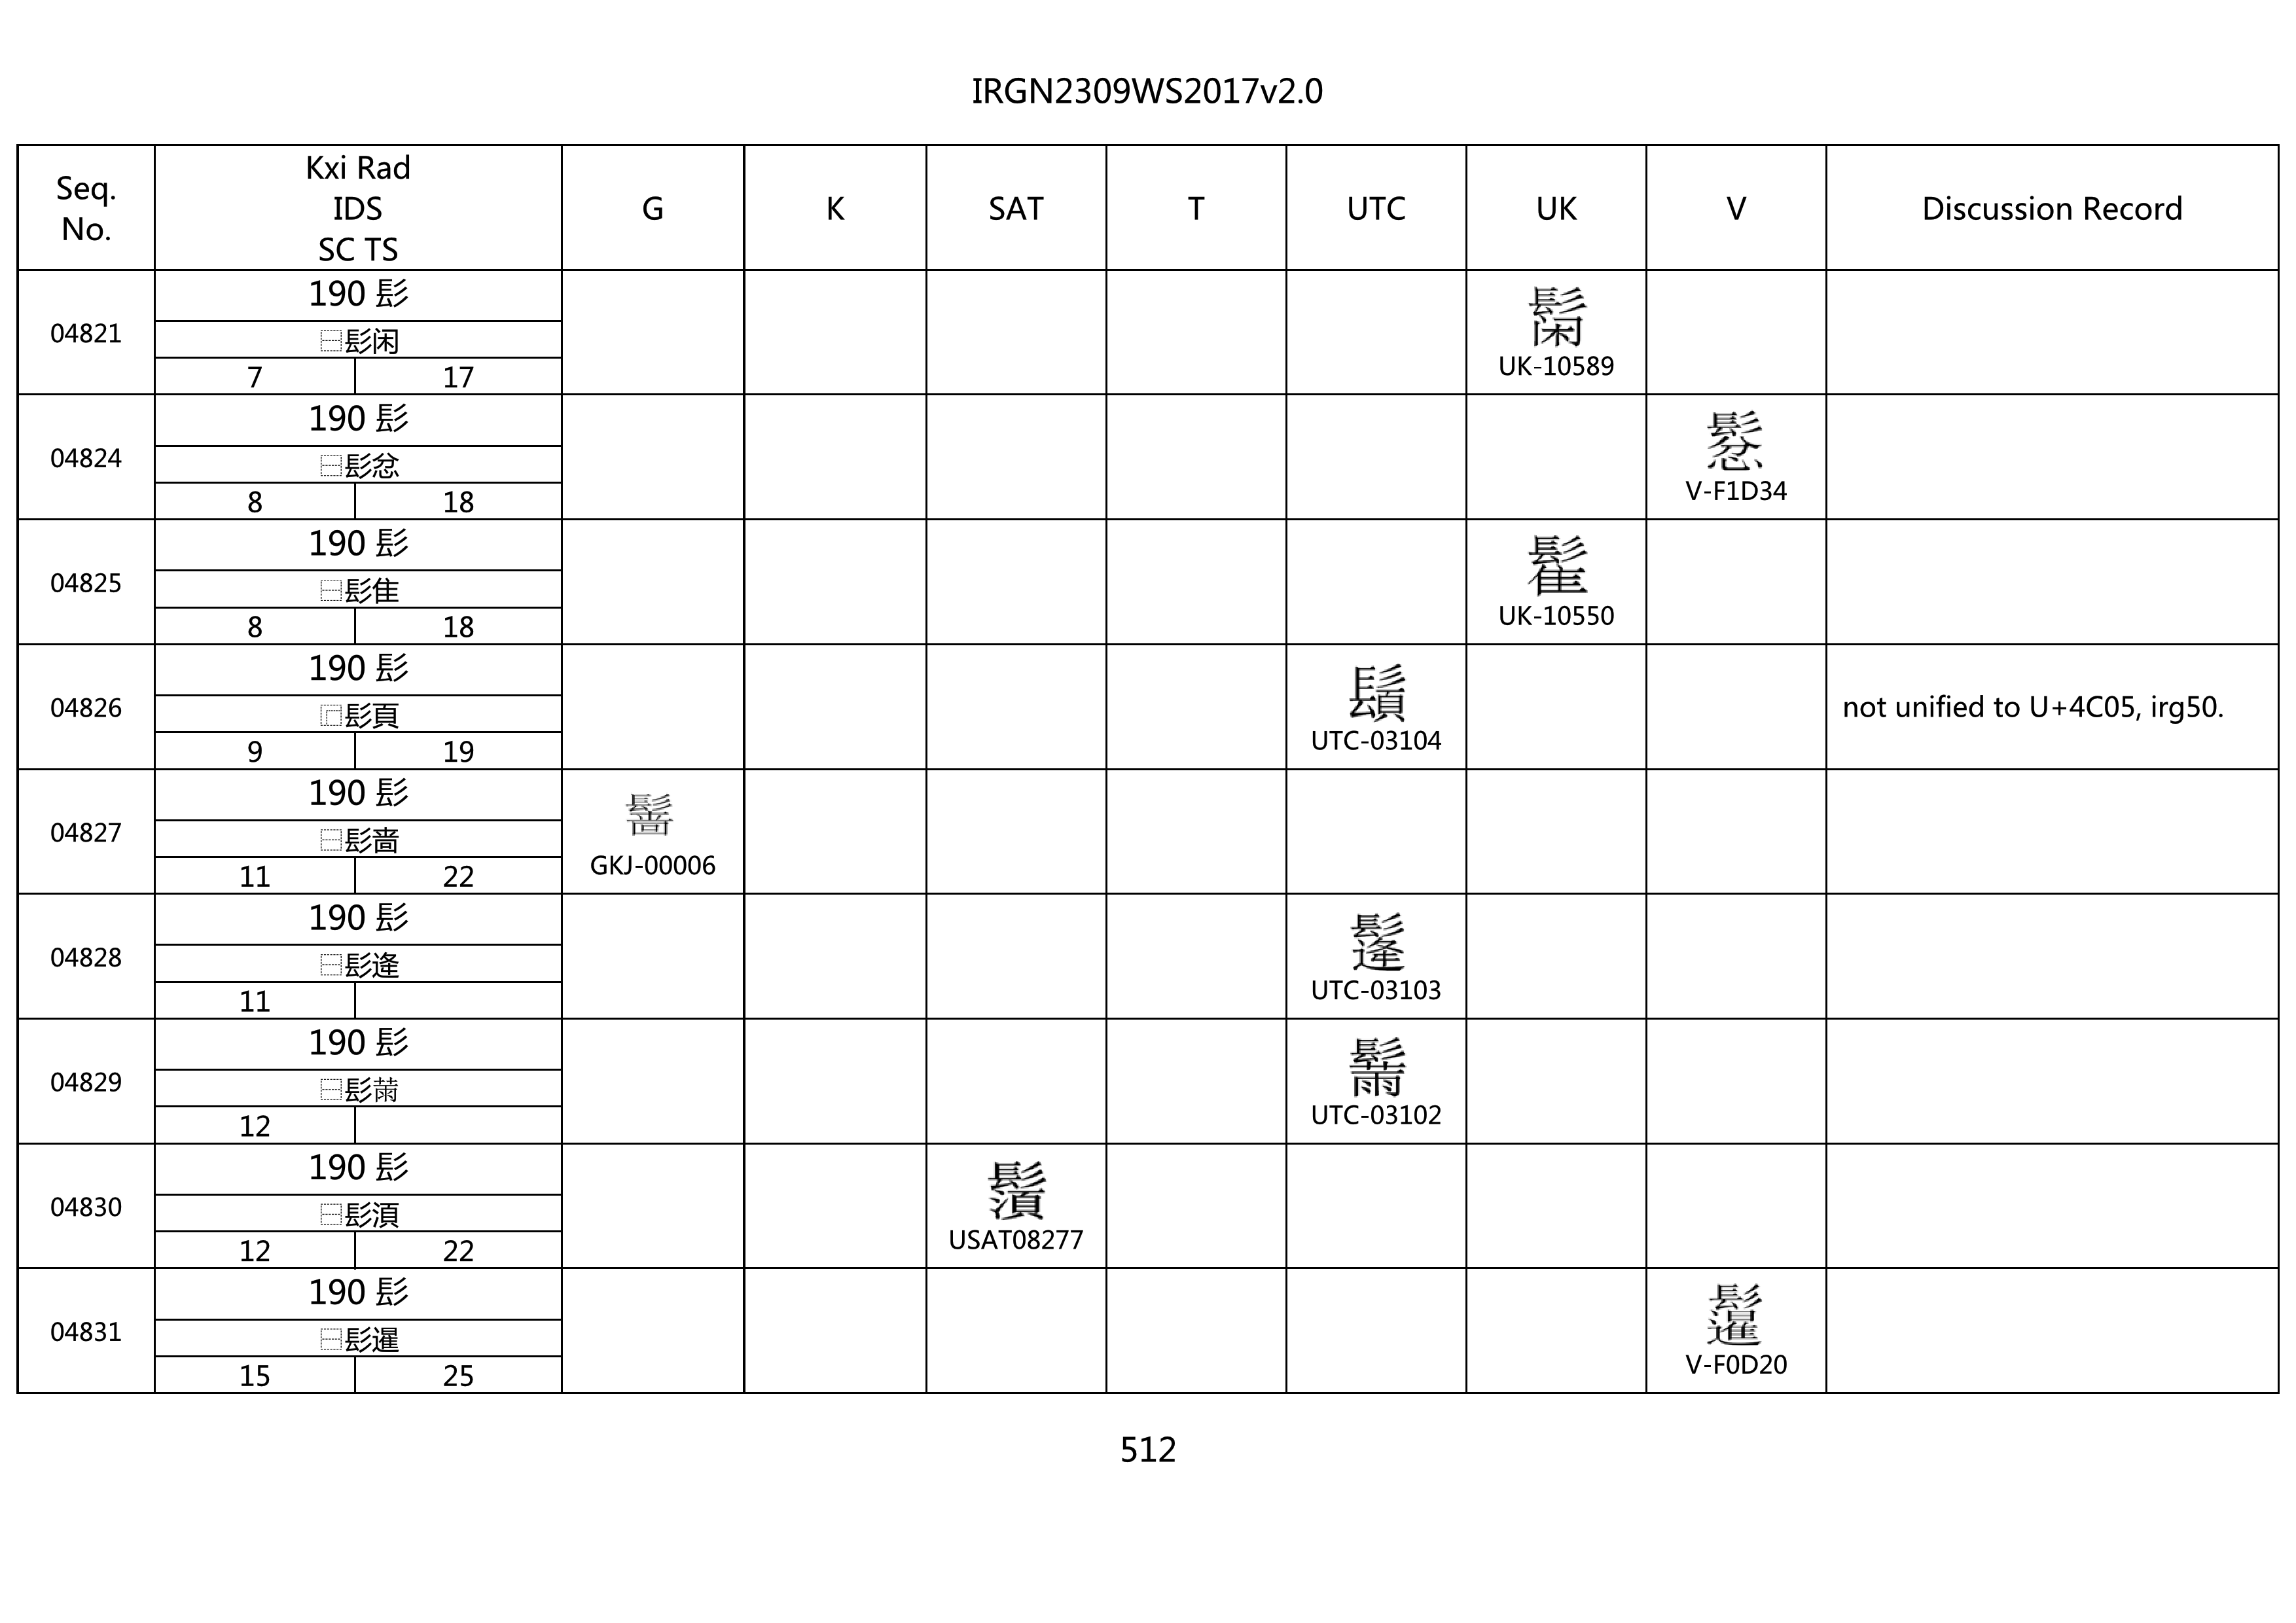 IRGN2309WS2017v2.0
Seq. No. Kxi Rad IDS SC TS G K SAT T UTC UK V Discussion Record
04821 190 髟
⿱髟闲
7 17
UK-10589
04824 190 髟
⿱髟忿
8 18
V-F1D34
04825 190 髟
⿱髟隹
8 18
UK-10550
04826 190 髟
⿹髟頁
9 19
UTC-03104
not unified to U+4C05, irg50.
04827 190 髟
⿱髟啬
11 22
GKJ-00006
04828 190 髟
⿱髟逢
11
UTC-03103
04829 190 髟
⿱髟
12
UTC-03102
04830 190 髟
⿱髟湏
12 22
USAT08277
04831 190 髟
⿱髟暹
15 25
V-F0D20
512